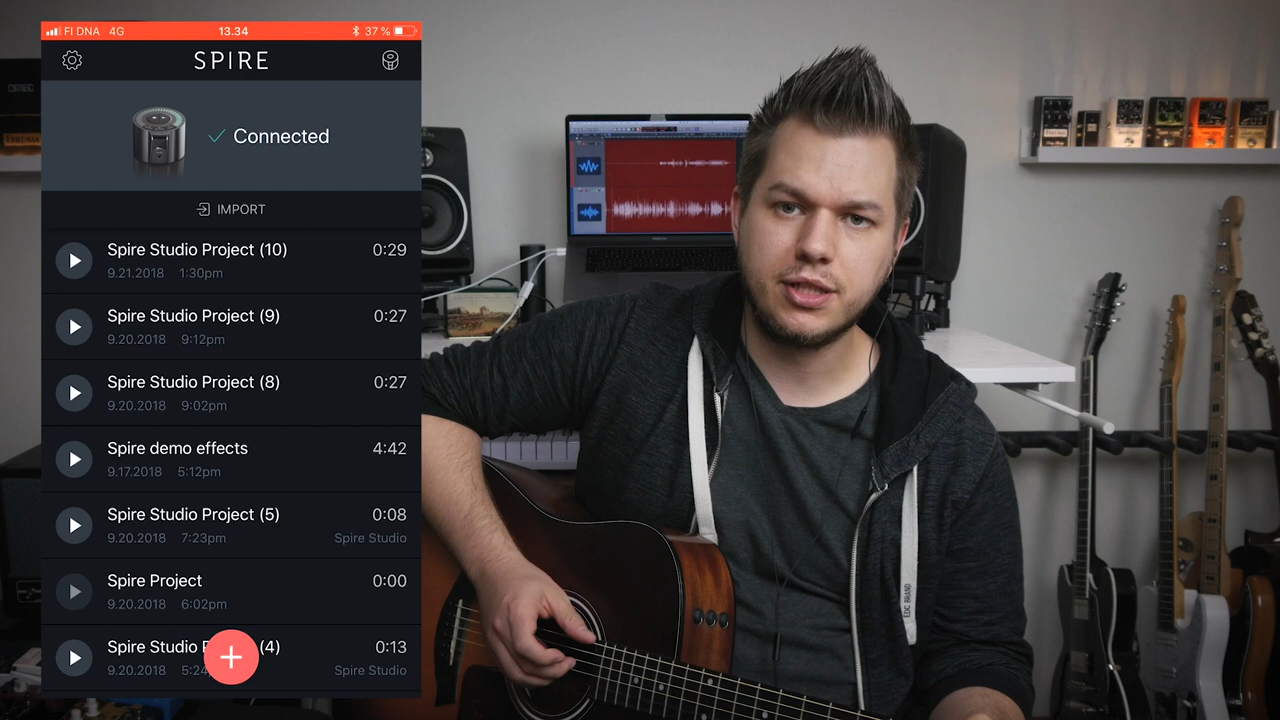 FI DNA 4G 13.34 37 %
SPIRE
Connected
IMPORT
Spire Studio Project (10) 0:29
9.21.2018 1:30pm
Spire Studio Project (9) 0:27
9.20.2018 9:12pm
Spire Studio Project (8) 0:27
9.20.2018 9:02pm
Spire demo effects 4:42
9.17.2018 5:12pm
Spire Studio Project (5) 0:08
9.20.2018 7:23pm Spire Studio
Spire Project 0:00
9.20.2018 6:02pm
Spire Studio (4) 0:13
9.20.2018 Spire Studio
EDC BRAND
FRIEDMAN